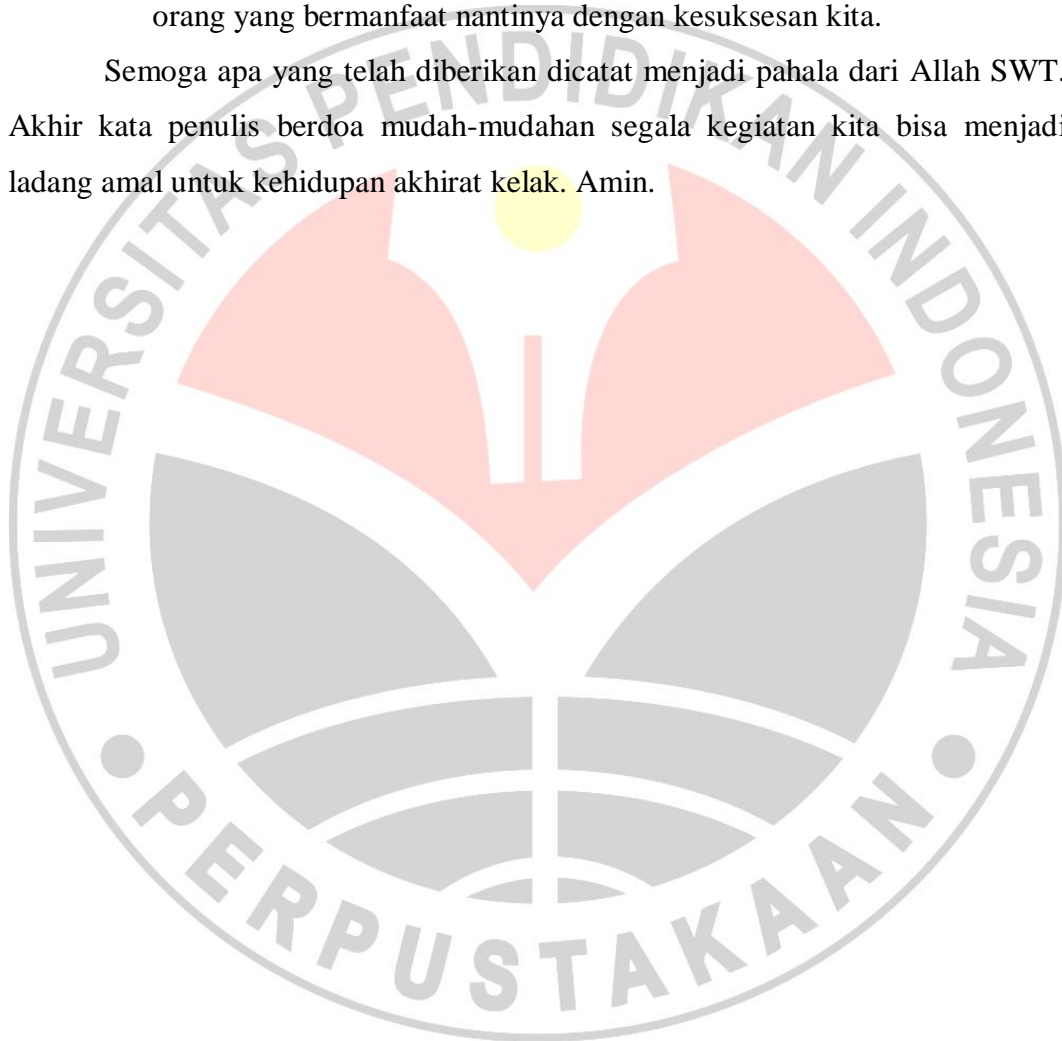 orang yang bermanfaat nantinya dengan kesuksesan kita.
Semoga apa yang telah diberikan dicatat menjadi pahala dari Allah SWT.
Akhir kata penulis berdoa mudah-mudahan segala kegiatan kita bisa menjadi
ladang amal untuk kehidupan akhirat kelak. Amin.
UNIVERSITAS PENDIDIKAN INDONESIA
PERPUSTAKAAN